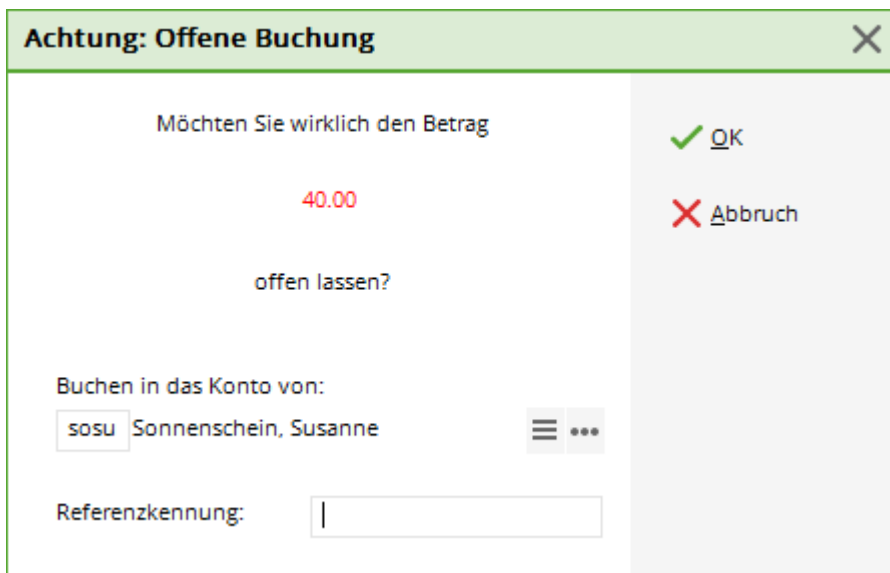 Achtung: Offene Buchung
Möchten Sie wirklich den Betrag
40.00
offen lassen?
OK
Abbruch
Buchen in das Konto von:
sosu Sonnenschein, Susanne
Referenzkennung: